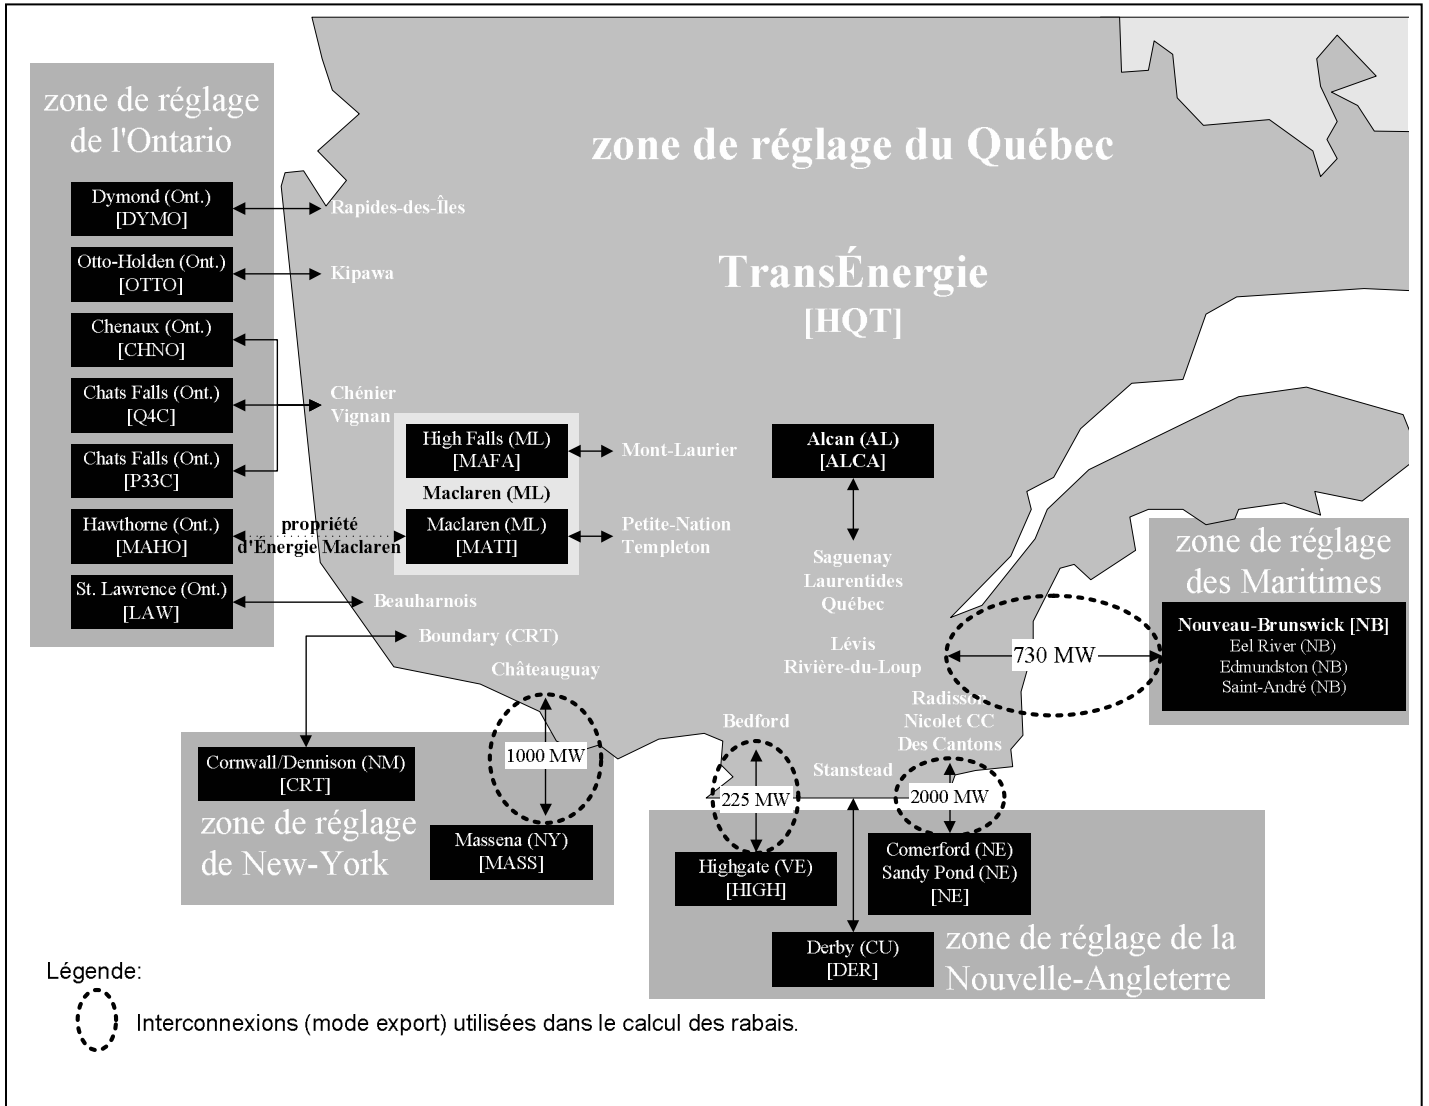 zone de réglage
de l'Ontario
zone de réglage du Québec
TransÉnergie
[HQT]
Dymond (Ont.)
[DYMO]
Rapides-des-Îles
Otto-Holden (Ont.)
[OTTO]
Kipawa
Chenaux (Ont.)
[CHNO]
Chats Falls (Ont.)
[Q4C]
Chénier
Vignan
Chats Falls (Ont.)
[P33C]
High Falls (ML)
[MAFA]
Mont-Laurier
Maclaren (ML)
Hawthorne (Ont.)
[MAHO]
propriété
d'Énergie Maclaren
Maclaren (ML)
[MATI]
Petite-Nation
Templeton
Alcan (AL)
[ALCA]
Saguenay
Laurentides
Québec
St. Lawrence (Ont.)
[LAW]
Beauharnois
Boundary (CRT)
Châteauguay
Lévis
Rivière-du-Loup
730 MW
zone de réglage
des Maritimes
Nouveau-Brunswick [NB]
Eel River (NB)
Edmundston (NB)
Saint-André (NB)
Radisson
Nicolet CC
Des Cantons
Bedford
Stanstead
1000 MW
225 MW
2000 MW
Cornwall/Dennison (NM)
[CRT]
zone de réglage
de New-York
Massena (NY)
[MASS]
Highgate (VE)
[HIGH]
Comerford (NE)
Sandy Pond (NE)
[NE]
Derby (CU)
[DER]
zone de réglage de la
Nouvelle-Angleterre
Légende:
Interconnexions (mode export) utilisées dans le calcul des rabais.